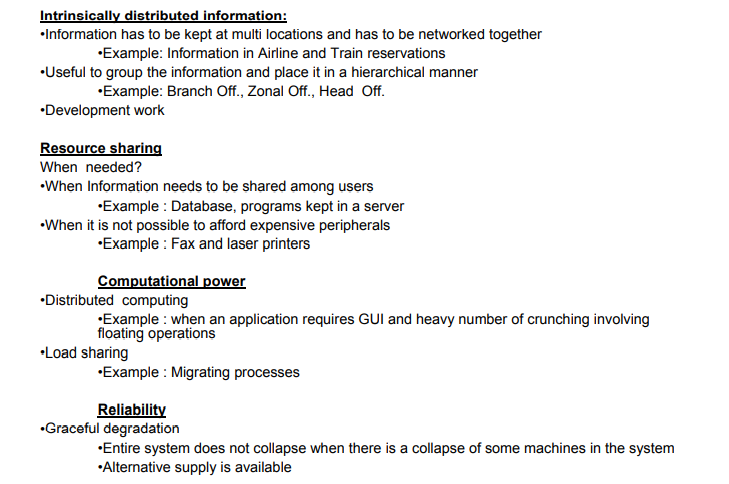 Intrinsically distributed information:
•Information has to be kept at multi locations and has to be networked together
•Example: Information in Airline and Train reservations
•Useful to group the information and place it in a hierarchical manner
•Example: Branch Off., Zonal Off., Head Off.
•Development work
Resource sharing
When needed?
•When Information needs to be shared among users
•Example : Database, programs kept in a server
•When it is not possible to afford expensive peripherals
•Example : Fax and laser printers
Computational power
•Distributed computing
•Example : when an application requires GUI and heavy number of crunching involving
floating operations
•Load sharing
•Example : Migrating processes
Reliability
•Graceful degradation
•Entire system does not collapse when there is a collapse of some machines in the system
•Alternative supply is available